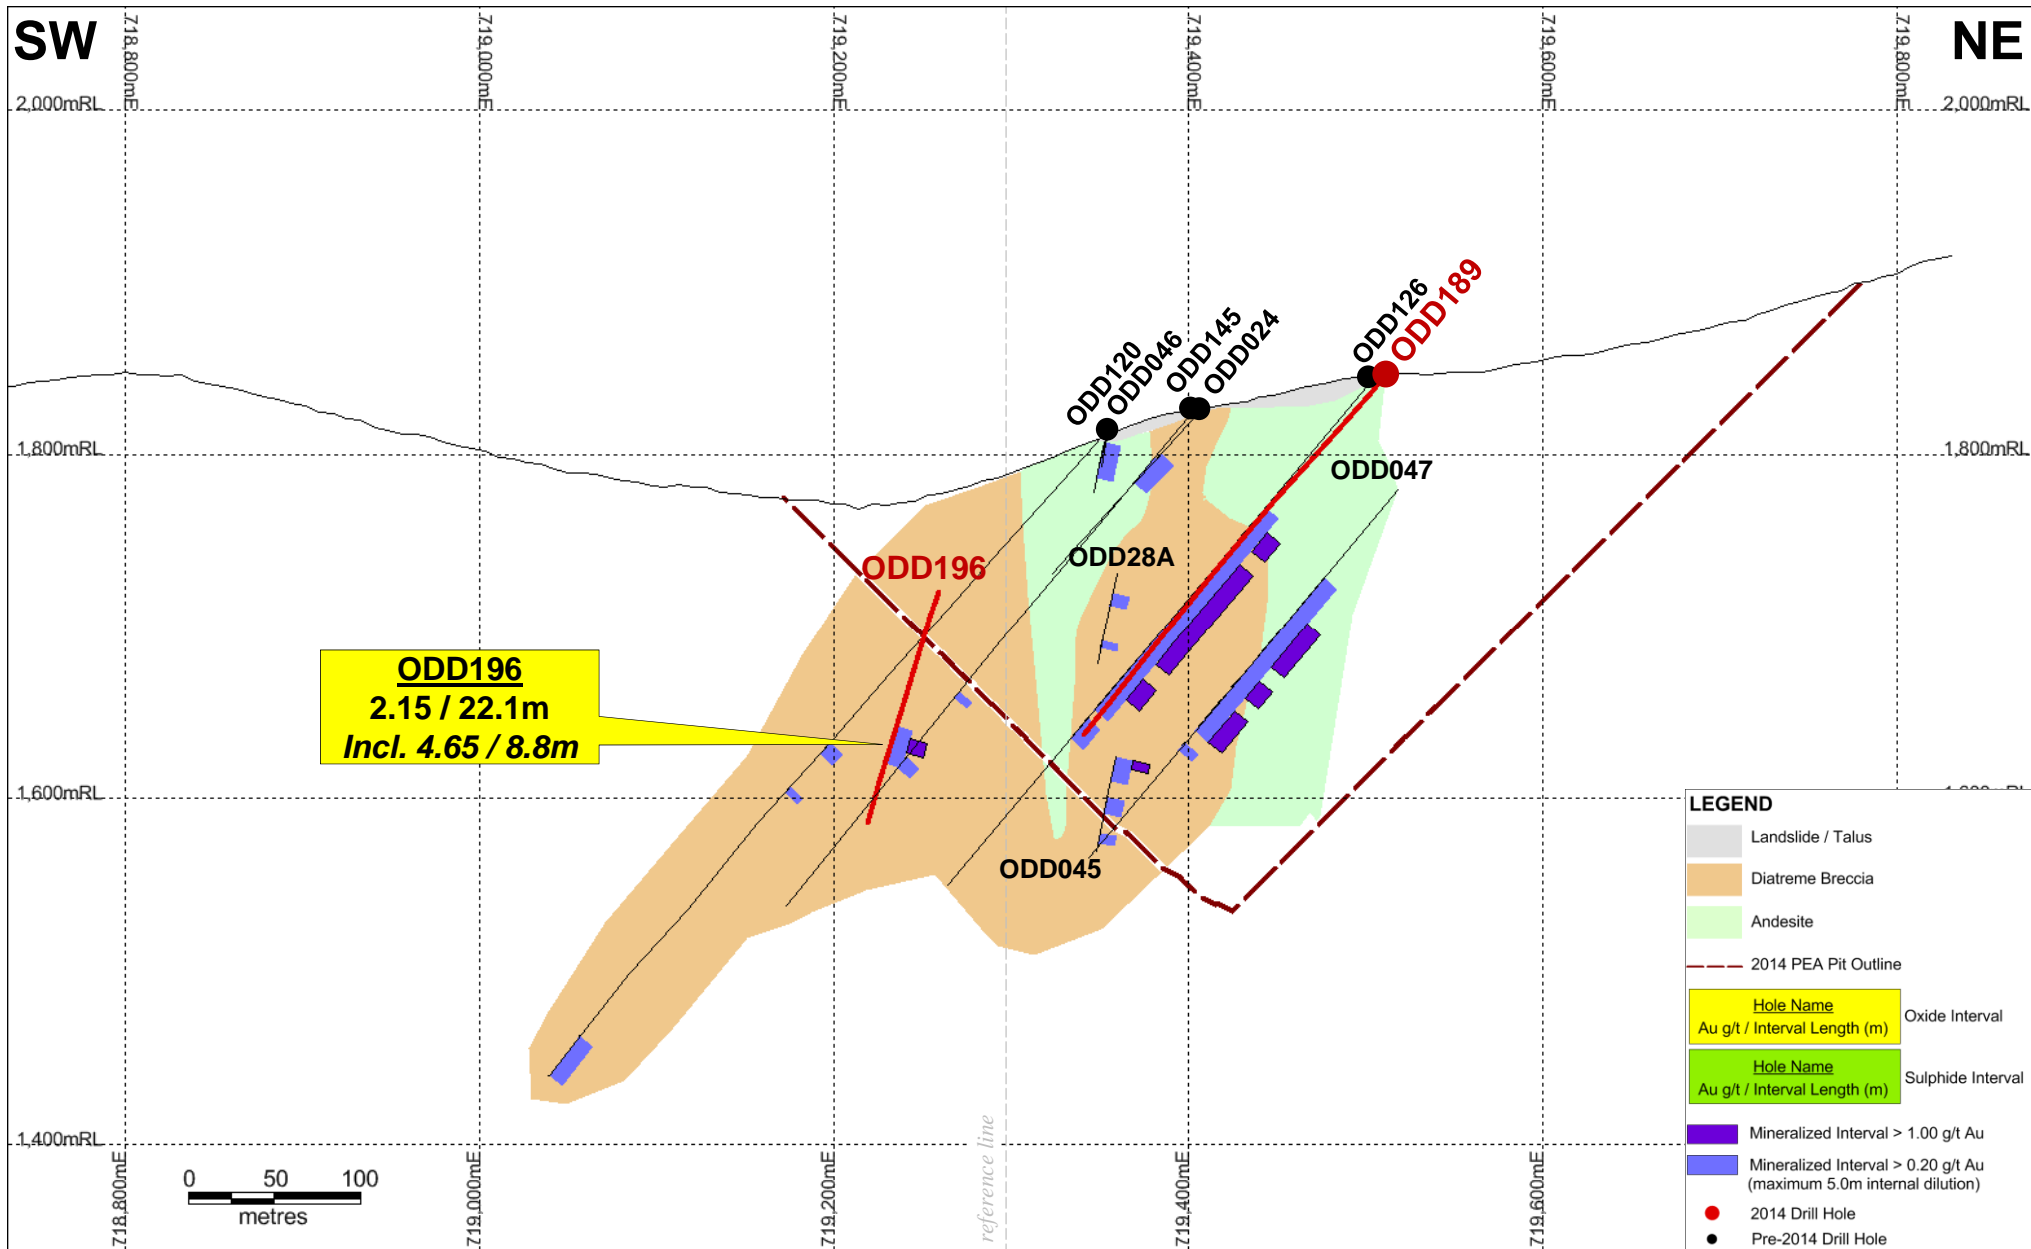 SW
NE
718,800mE
719,000mE
719,200mE
719,400mE
719,600mE
719,800mE
2,000mRL
2,000mRL
ODD189
ODD126
ODD145
ODD024
ODD120
ODD046
1,800mRL
1,800mRL
ODD047
ODD28A
ODD196
ODD196
2.15 / 22.1m
Incl. 4.65 / 8.8m
1,600mRL
ODD045
1,400mRL
reference line
0 50 100
metres
718,800mE
719,000mE
719,200mE
719,400mE
719,600mE
LEGEND
Landslide / Talus
Diatreme Breccia
Andesite
2014 PEA Pit Outline
Hole Name
Au g/t / Interval Length (m)
Oxide Interval
Hole Name
Au g/t / Interval Length (m)
Sulphide Interval
Mineralized Interval > 1.00 g/t Au
Mineralized Interval > 0.20 g/t Au
(maximum 5.0m internal dilution)
2014 Drill Hole
Pre-2014 Drill Hole